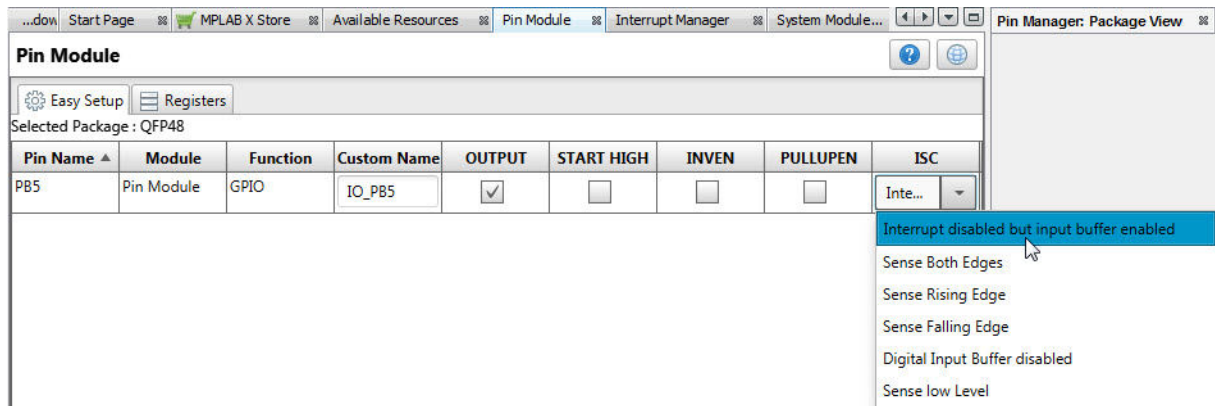 ...dow Start Page MPLAB X Store Available Resources Pin Module Interrupt Manager System Module... Pin Manager: Package View
Pin Module
Easy Setup Registers
Selected Package : QFP48
Pin Name Module Function Custom Name OUTPUT START HIGH INVEN PULLUPEN ISC
PB5 Pin Module GPIO IO_PB5 Inte...
Interrupt disabled but input buffer enabled
Sense Both Edges
Sense Rising Edge
Sense Falling Edge
Digital Input Buffer disabled
Sense low Level